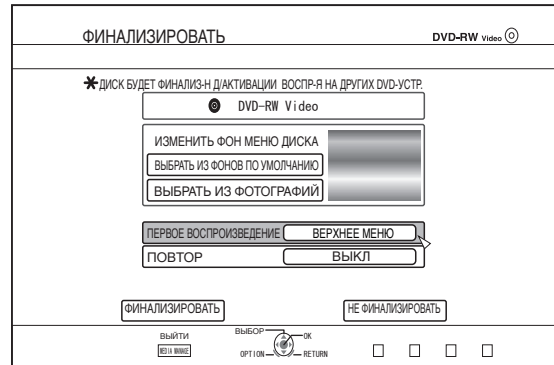 ФИНАЛИЗИРОВАТЬ
DVD-RW Video
✱ДИСК БУДЕТ ФИНАЛИЗ-Н Д/АКТИВАЦИИ ВОСПР-Я НА ДРУГИХ DVD-УСТР.
DVD-RW Video
ИЗМЕНИТЬ ФОН МЕНЮ ДИСКА
ВЫБРАТЬ ИЗ ФОНОВ ПО УМОЛЧАНИЮ
ВЫБРАТЬ ИЗ ФОТОГРАФИЙ
ПЕРВОЕ ВОСПРОИЗВЕДЕНИЕ ВЕРХНЕЕ МЕНЮ
ПОВТОР ВЫКЛ
ФИНАЛИЗИРОВАТЬ НЕ ФИНАЛИЗИРОВАТЬ
ВЫЙТИ ВЫБОР OK
MEDIA MANAGE OPTION RETURN